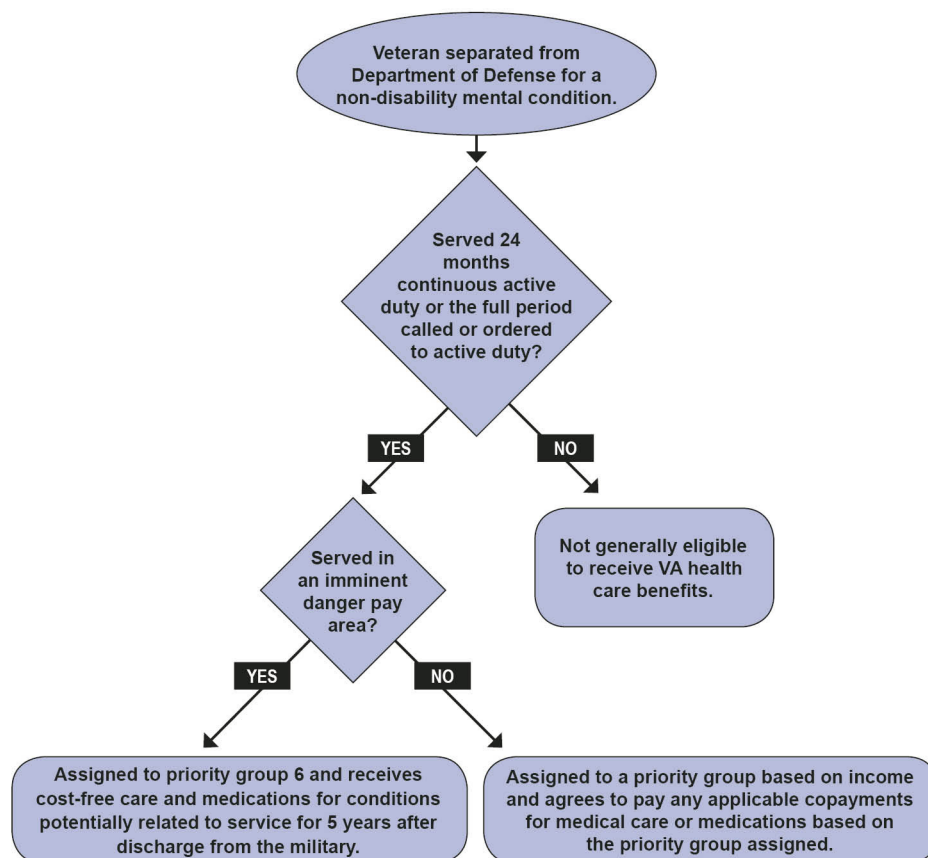 Veteran separated from
Department of Defense for a
non-disability mental condition.
Served 24
months
continuous active
duty or the full period
called or ordered
to active duty?
YES
NO
Served in
an imminent
danger pay
area?
Not generally eligible
to receive VA health
care benefits.
YES
NO
Assigned to priority group 6 and receives
cost-free care and medications for conditions
potentially related to service for 5 years after
discharge from the military.
Assigned to a priority group based on income
and agrees to pay any applicable copayments
for medical care or medications based on
the priority group assigned.